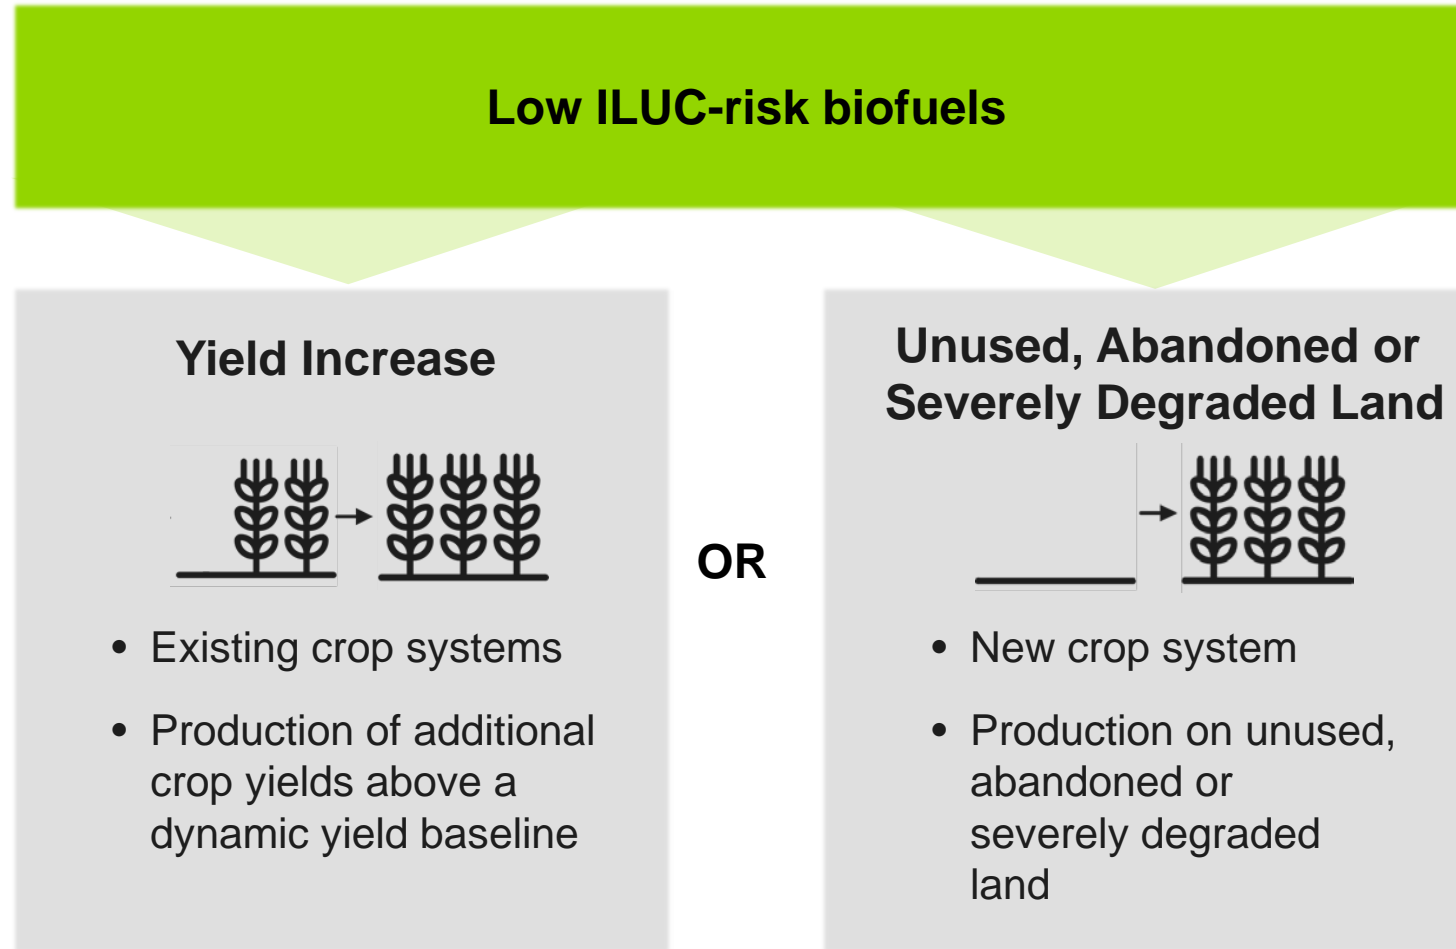 Low ILUC-risk biofuels
Yield Increase
• Existing crop systems
• Production of additional
crop yields above a
dynamic yield baseline
OR
Unused, Abandoned or
Severely Degraded Land
• New crop system
• Production on unused,
abandoned or
severely degraded
land